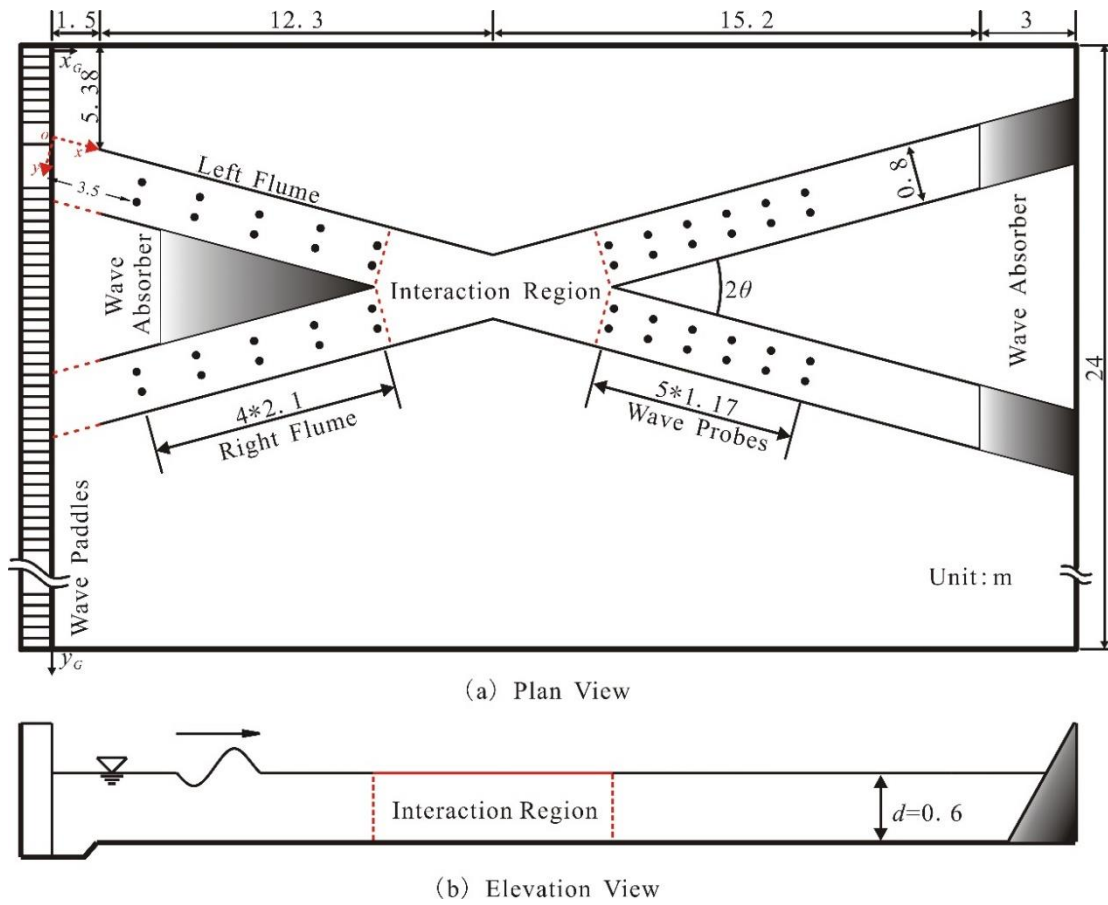 1. 5
12. 3
15. 2
3
x_G
5. 38
o
x
y
3.5
Left Flume
0. 8
Wave
Absorber
Interaction Region
2θ
Wave Absorber
24
4*2. 1
Right Flume
5*1. 17
Wave Probes
Wave Paddles
Unit: m
y_G
(a) Plan View
Interaction Region
d=0. 6
(b) Elevation View